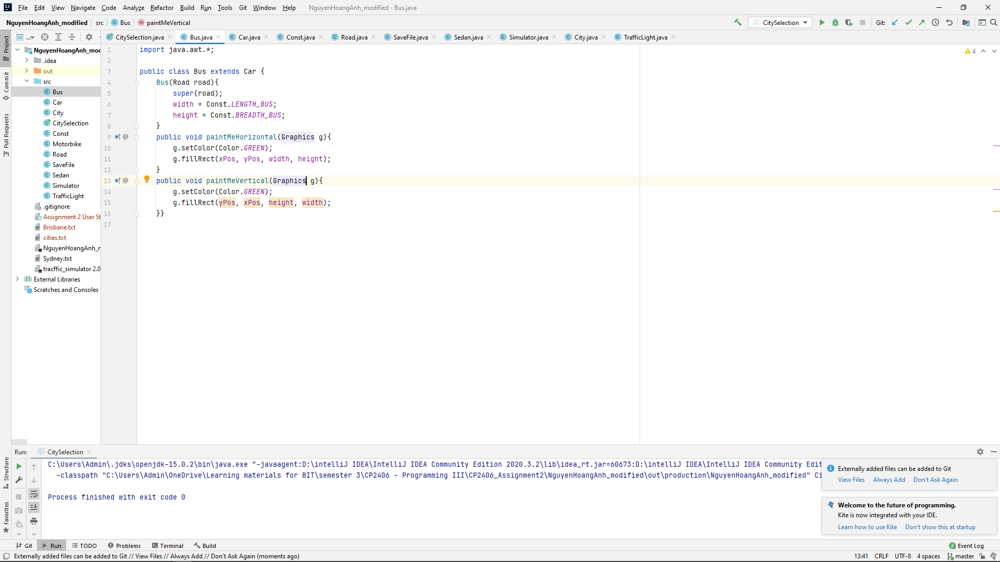 File Edit View Navigate Code Analyze Refactor Build Run Tools Git Window Help NguyenHoangAnh_modified - Bus.java
NguyenHoangAnh_modified src Bus paintMeVertical CitySelection Git:
CitySelection.java Bus.java Car.java Const.java Road.java SaveFile.java Sedan.java Simulator.java City.java TrafficLight.java
Project
Commit
Pull Requests
NguyenHoangAnh_mod
.idea
out
src
Bus
Car
City
CitySelection
Const
Motorbike
Road
SaveFile
Sedan
Simulator
TrafficLight
.gitignore
Assignment 2 User St
Brisbane.txt
cities.txt
NguyenHoangAnh_n
Sydney.txt
tracffic_simulator 2.0
External Libraries
Scratches and Consoles
4
1 import java.awt.*;
2
3 public class Bus extends Car {
4 Bus(Road road){
5 super(road);
6 width = Const.LENGTH_BUS;
7 height = Const.BREADTH_BUS;
8 }
9 @ public void paintMeHorizontal(Graphics g){
10 g.setColor(Color.GREEN);
11 g.fillRect(xPos, yPos, width, height);
12 }
13 @ public void paintMeVertical(Graphics g){
14 g.setColor(Color.GREEN);
15 g.fillRect(yPos, xPos, height, width);
16 }}
17
Run: CitySelection
Structure
Favorites
C:\Users\Admin\.jdks\openjdk-15.0.2\bin\java.exe "-javaagent:D:\intelliJ IDEA\IntelliJ IDEA Community Edition 2020.3.2\lib\idea_rt.jar=60673:D:\intelliJ IDEA\IntelliJ IDEA Community Edit
-classpath "C:\Users\Admin\OneDrive\Learning materials for BIT\semester 3\CP2406 - Programming III\CP2406_Assignment2\NguyenHoangAnh_modified\out\production\NguyenHoangAnh_modified" Ci
Process finished with exit code 0
Externally added files can be added to Git
View Files Always Add Don't Ask Again
Welcome to the future of programming.
Kite is now integrated with your IDE.
Learn how to use Kite Don't show this at startup
Git Run TODO Problems Terminal Build 2 Event Log
Externally added files can be added to Git // View Files // Always Add // Don't Ask Again (moments ago) 13:41 CRLF UTF-8 4 spaces master